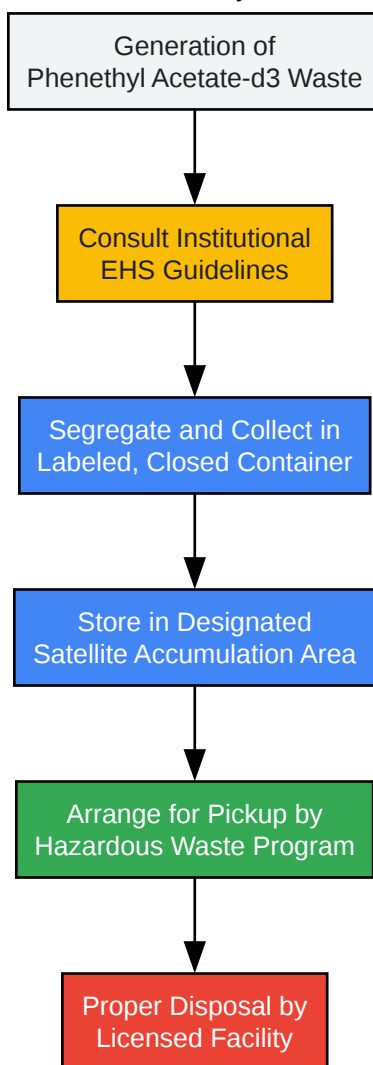 Generation of
Phenethyl Acetate-d3 Waste
Consult Institutional
EHS Guidelines
Segregate and Collect in
Labeled, Closed Container
Store in Designated
Satellite Accumulation Area
Arrange for Pickup by
Hazardous Waste Program
Proper Disposal by
Licensed Facility